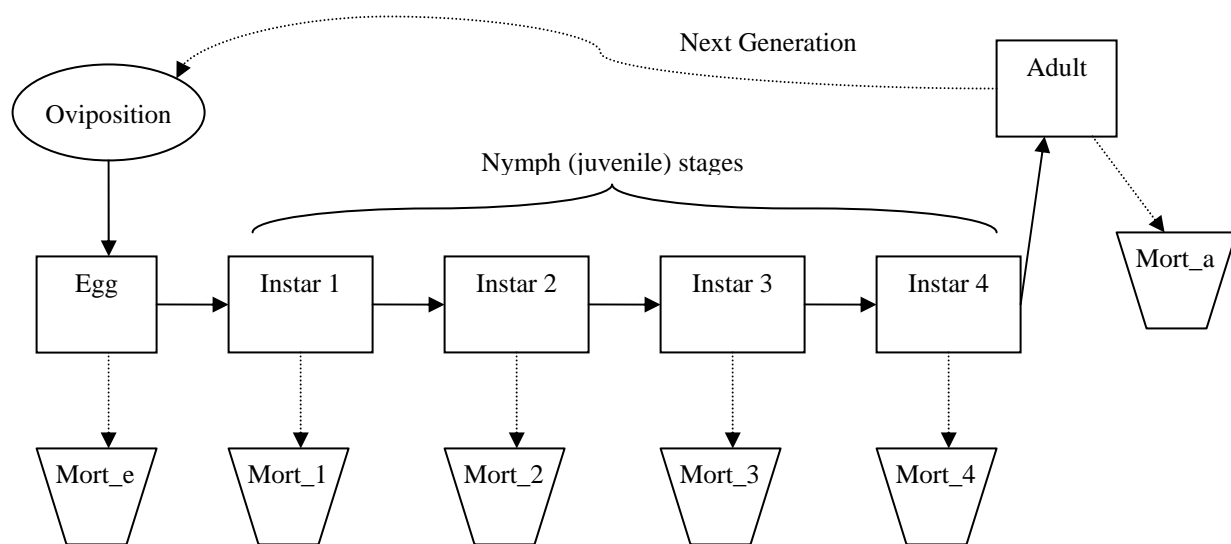 Next Generation
Adult
Oviposition
Nymph (juvenile) stages
Mort_a
Egg
Instar 1
Instar 2
Instar 3
Instar 4
Mort_e
Mort_1
Mort_2
Mort_3
Mort_4